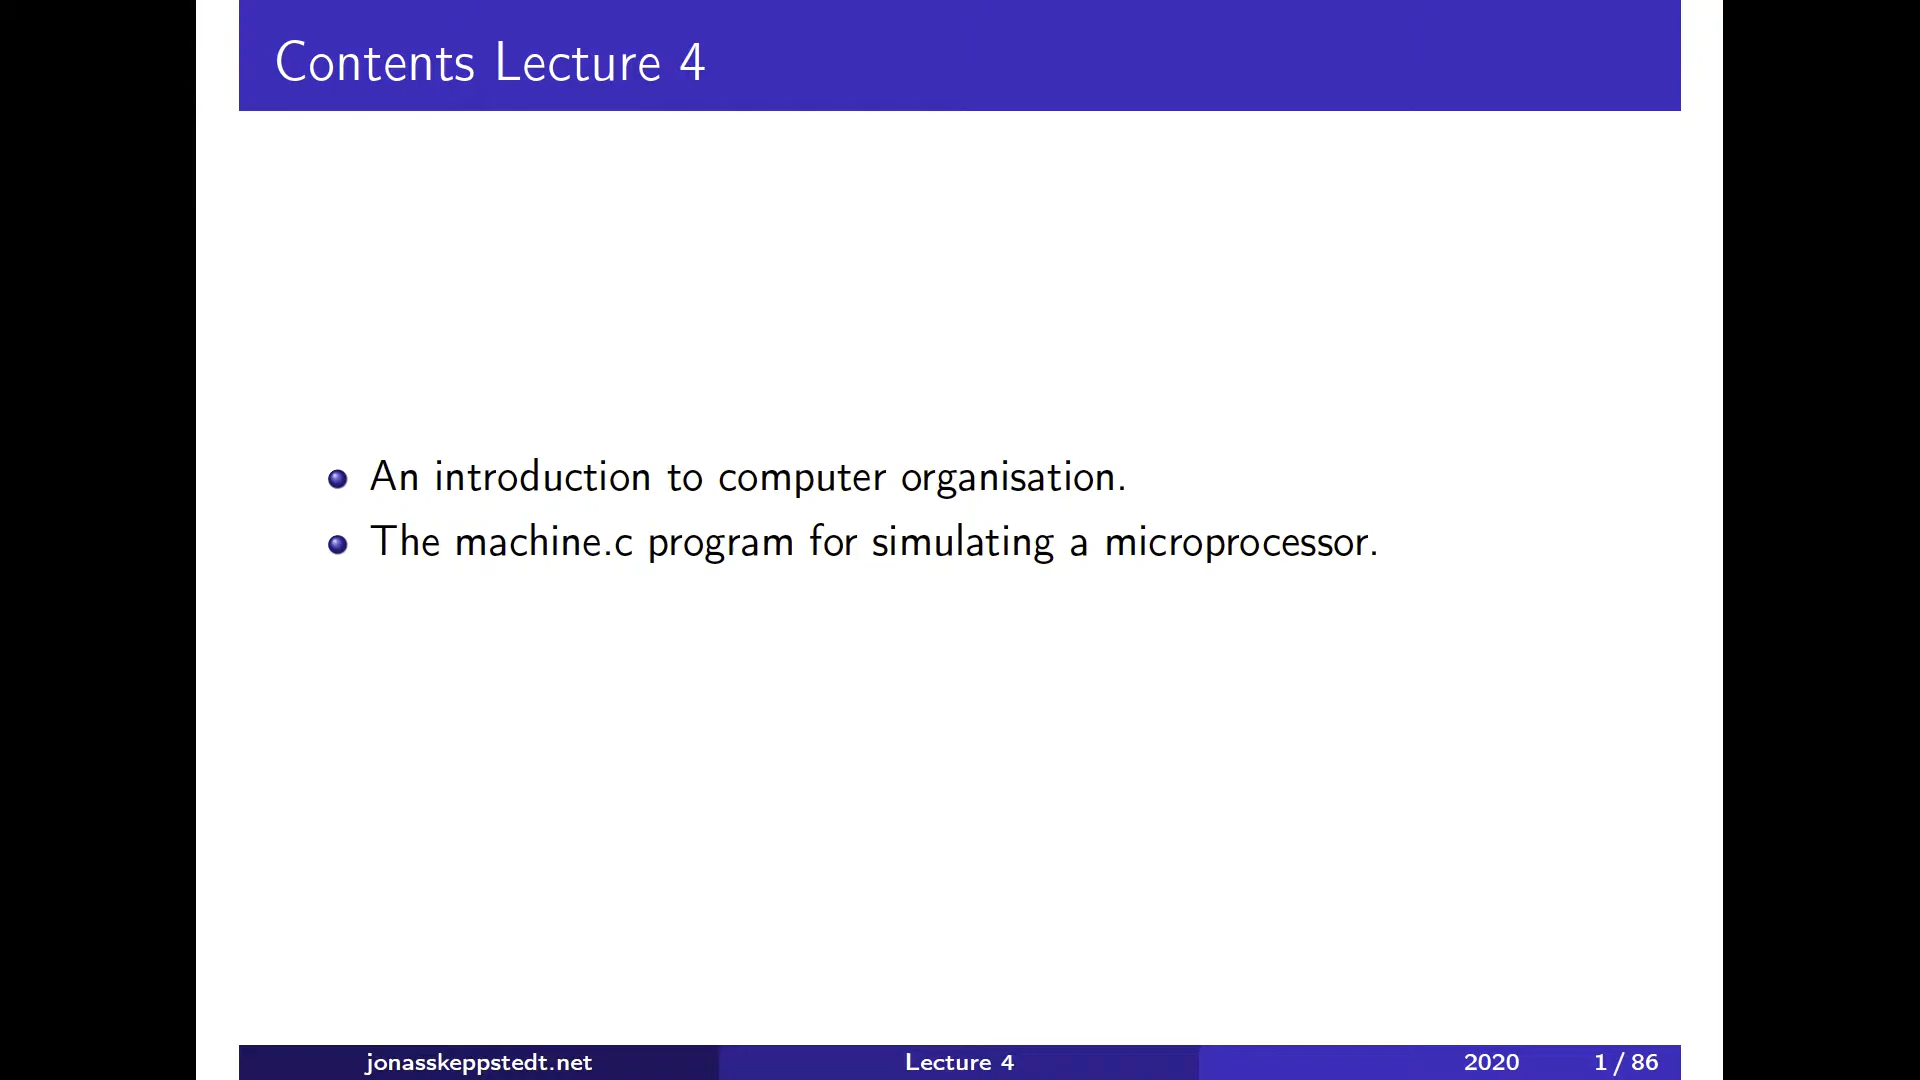 Contents Lecture 4
An introduction to computer organisation.
The machine.c program for simulating a microprocessor.
jonasskeppstedt.net Lecture 4 2020 1 / 86